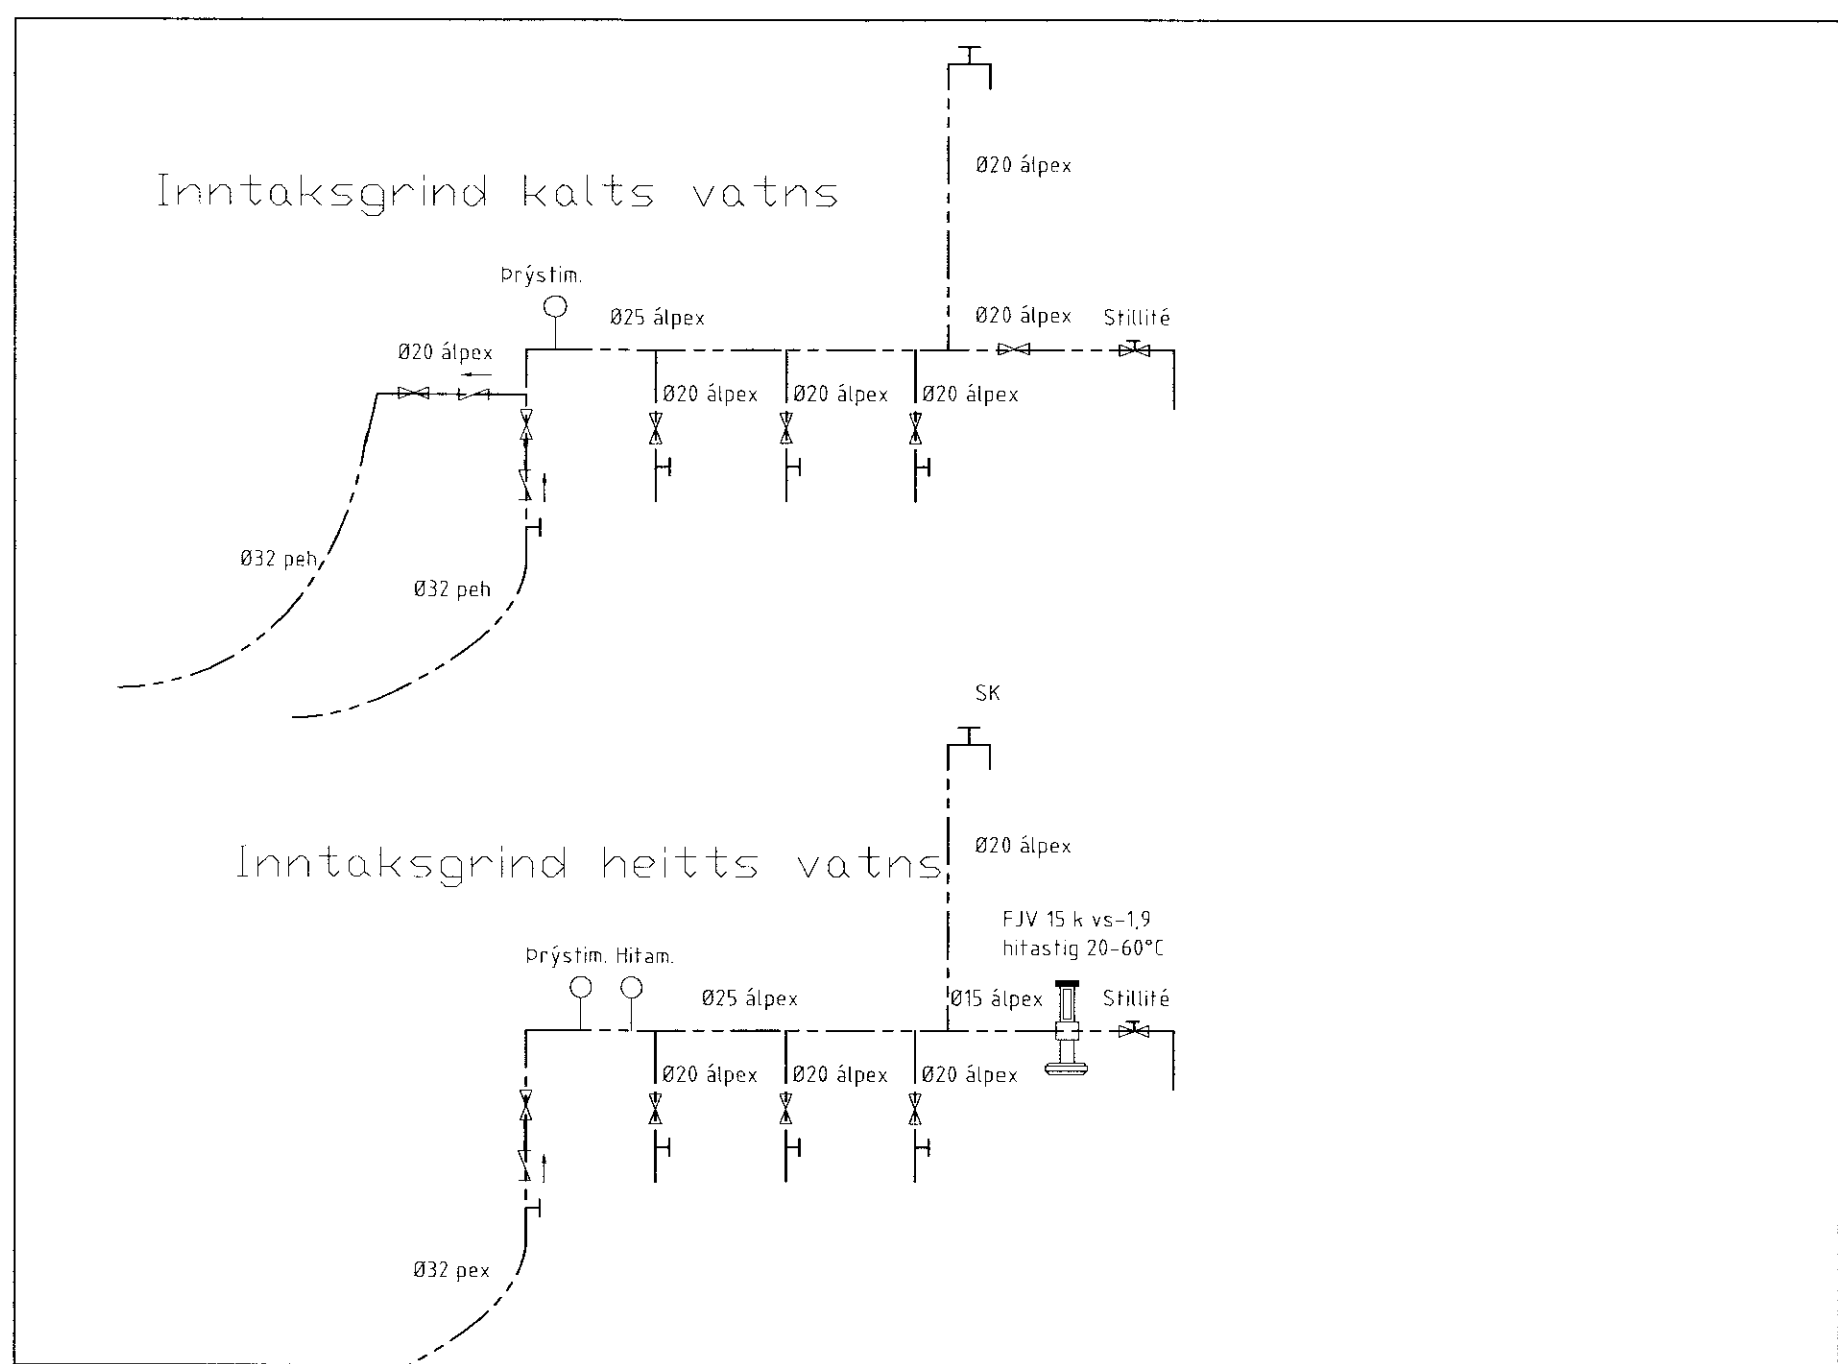 Ø20 álpex
Inntaksgrind kalts vatns
Þrýstim.
Ø25 álpex
Ø20 álpex
Stillité
Ø20 álpex
Ø20 álpex
Ø20 álpex
Ø20 álpex
Ø32 peh
Ø32 peh
SK
Ø20 álpex
Inntaksgrind heitts vatns
FJV 15 k vs-1,9
hitastig 20-60°C
Þrýstim. Hitam.
Ø25 álpex
Ø15 álpex
Stillité
Ø20 álpex
Ø20 álpex
Ø20 álpex
Ø32 pex